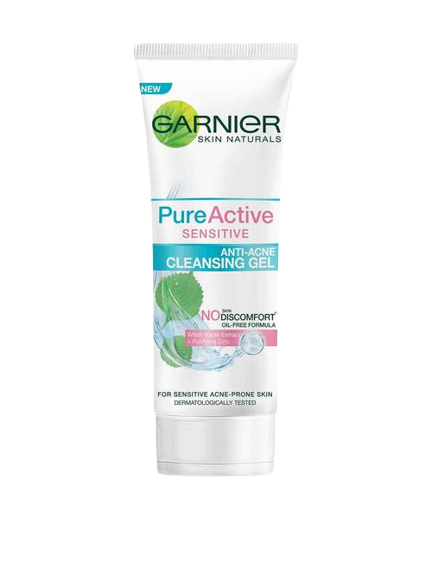 NEW
GARNIER
SKIN NATURALS
PureActive
SENSITIVE
ANTI-ACNE
CLEANSING GEL
NO SKIN DISCOMFORT*
OIL-FREE FORMULA
Witch Hazel Extract
+ Purifying Zinc
FOR SENSITIVE ACNE-PRONE SKIN
DERMATOLOGICALLY TESTED